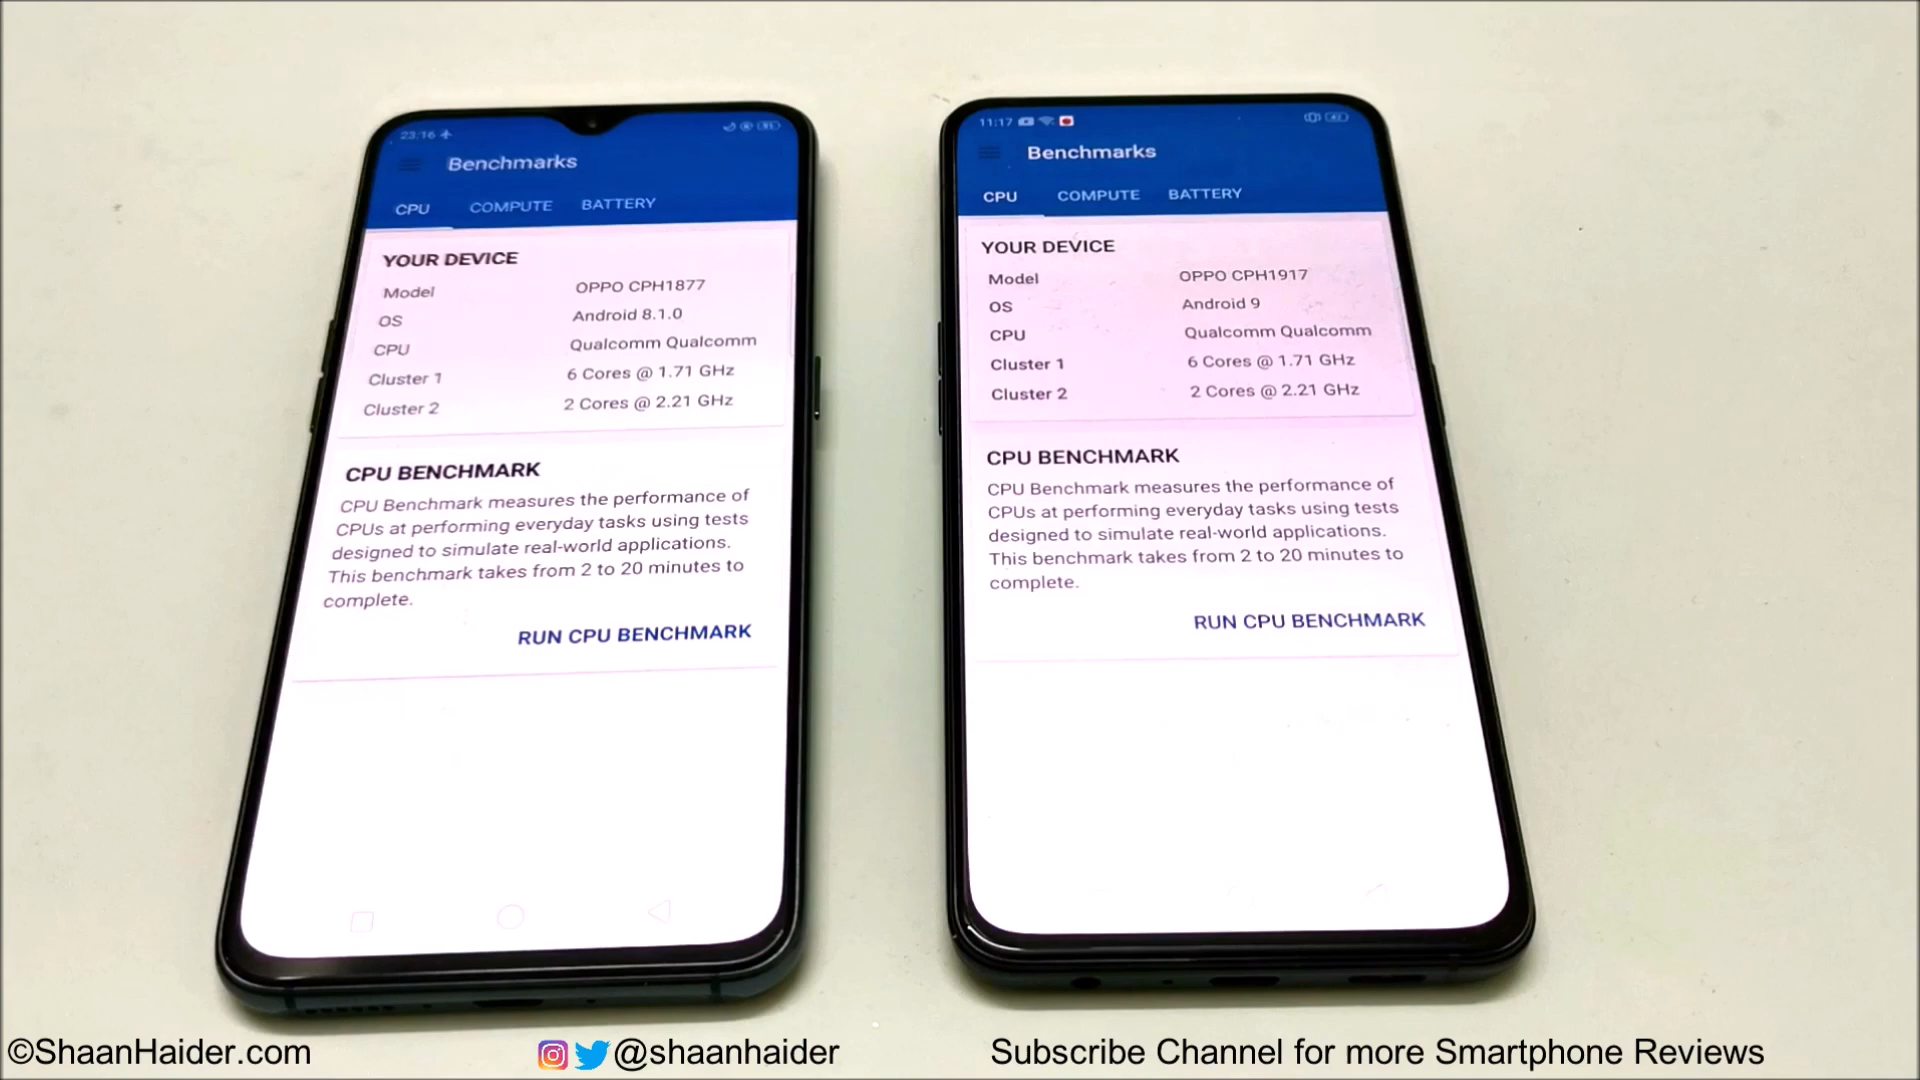 23:16
Benchmarks
CPU COMPUTE BATTERY
YOUR DEVICE
Model OPPO CPH1877
OS Android 8.1.0
CPU Qualcomm Qualcomm
Cluster 1 6 Cores @ 1.71 GHz
Cluster 2 2 Cores @ 2.21 GHz
CPU BENCHMARK
CPU Benchmark measures the performance of
CPUs at performing everyday tasks using tests
designed to simulate real-world applications.
This benchmark takes from 2 to 20 minutes to
complete.
RUN CPU BENCHMARK
11:17
Benchmarks
CPU COMPUTE BATTERY
YOUR DEVICE
Model OPPO CPH1917
OS Android 9
CPU Qualcomm Qualcomm
Cluster 1 6 Cores @ 1.71 GHz
Cluster 2 2 Cores @ 2.21 GHz
CPU BENCHMARK
CPU Benchmark measures the performance of
CPUs at performing everyday tasks using tests
designed to simulate real-world applications.
This benchmark takes from 2 to 20 minutes to
complete.
RUN CPU BENCHMARK
©ShaanHaider.com @shaanhaider Subscribe Channel for more Smartphone Reviews